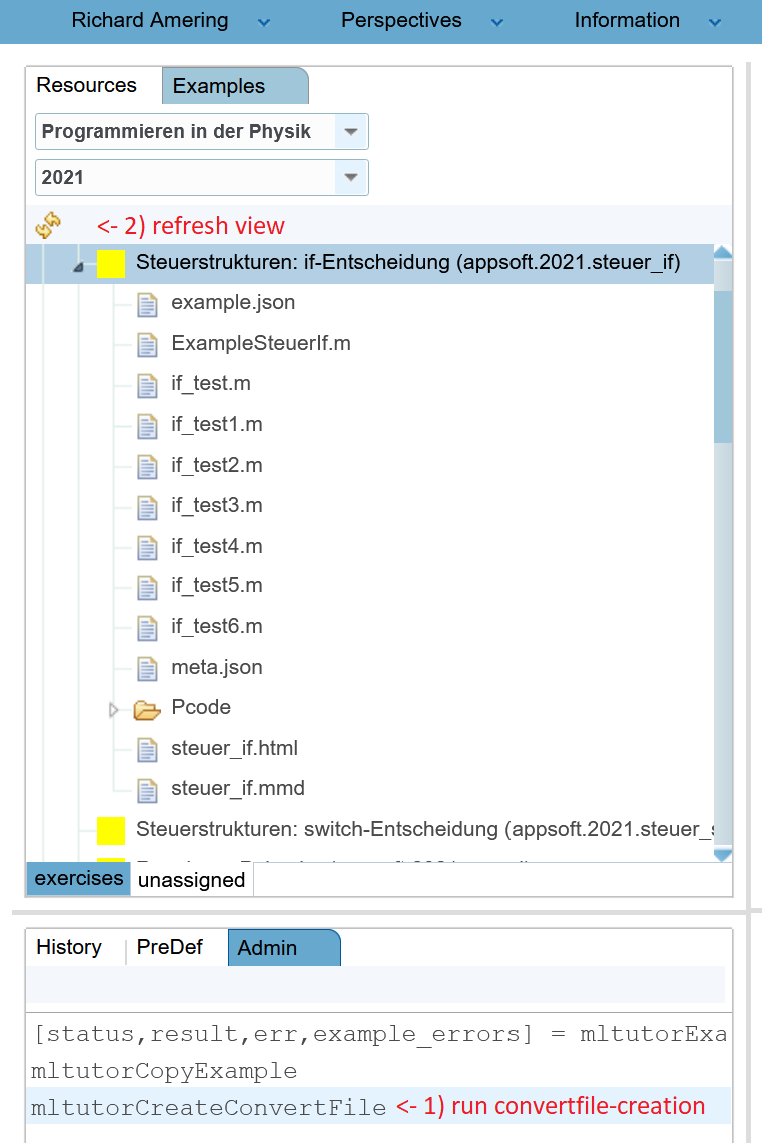 Richard Amering Perspectives Information
Resources Examples
Programmieren in der Physik
2021
<- 2) refresh view
Steuerstrukturen: if-Entscheidung (appsoft.2021.steuer_if)
example.json
ExampleSteuerIf.m
if_test.m
if_test1.m
if_test2.m
if_test3.m
if_test4.m
if_test5.m
if_test6.m
meta.json
Pcode
steuer_if.html
steuer_if.mmd
Steuerstrukturen: switch-Entscheidung (appsoft.2021.steuer_s
exercises unassigned
History PreDef Admin
[status,result,err,example_errors] = mltutorExa
mltutorCopyExample
mltutorCreateConvertFile <- 1) run convertfile-creation